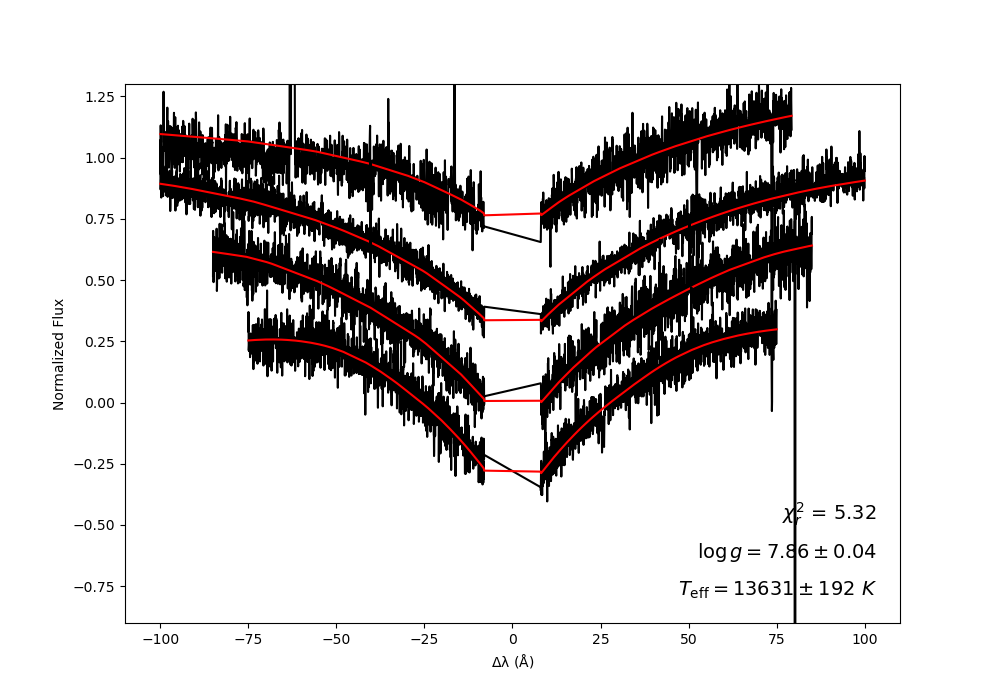 1.25
1.00
0.75
0.50
0.25
0.00
−0.25
−0.50
−0.75
Normalized Flux
χ²ᵣ = 5.32
log g = 7.86 ± 0.04
T_eff = 13631 ± 192 K
−100 −75 −50 −25 0 25 50 75 100
Δλ (Å)